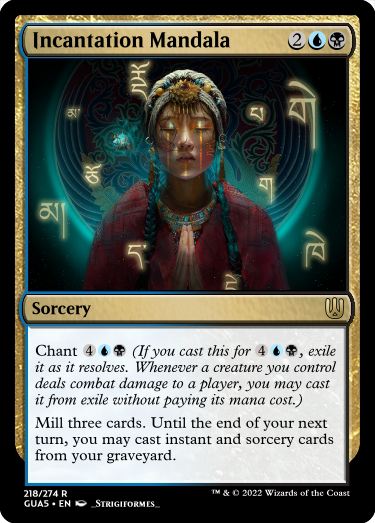 Incantation Mandala 2
Sorcery
Chant 4 (If you cast this for 4, exile
it as it resolves. Whenever a creature you control
deals combat damage to a player, you may cast
it from exile without paying its mana cost.)
Mill three cards. Until the end of your next
turn, you may cast instant and sorcery cards
from your graveyard.
218/274 R
GUA5 • EN _STRIGIFORMES_
™ & © 2022 Wizards of the Coast